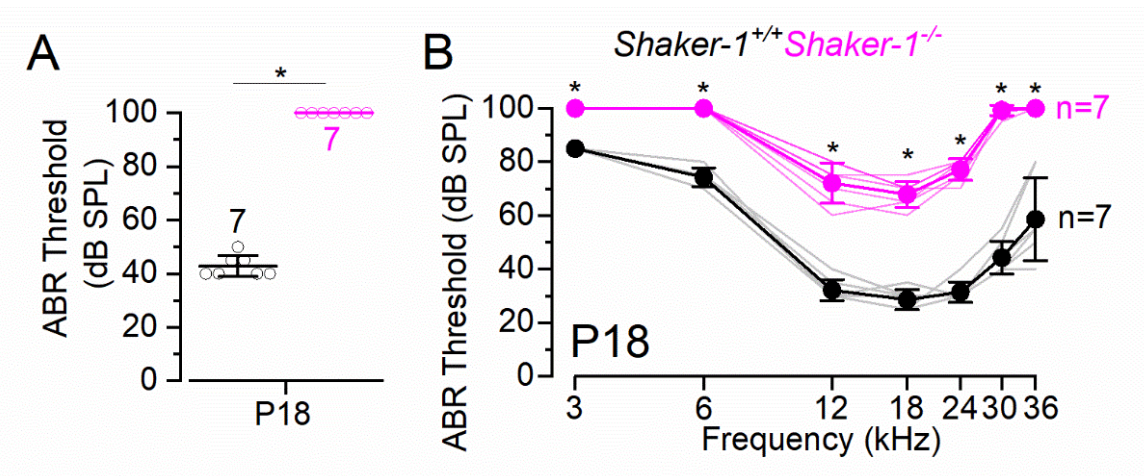 A
B
Shaker-1+/+ Shaker-1-/-
*
ABR Threshold
(dB SPL)
100
80
60
40
20
0
7
7
P18
ABR Threshold (dB SPL)
100
80
60
40
20
0
* * * * * * *
n=7
n=7
P18
3 6 12 18 24 30 36
Frequency (kHz)